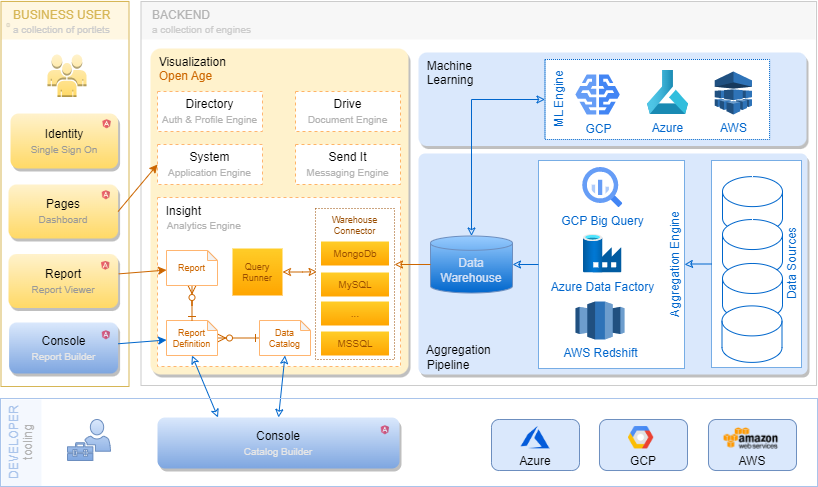 BUSINESS USER
a collection of portlets
Identity
Single Sign On
Pages
Dashboard
Report
Report Viewer
Console
Report Builder
BACKEND
a collection of engines
Visualization
Open Age
Directory
Auth & Profile Engine
Drive
Document Engine
System
Application Engine
Send It
Messaging Engine
Insight
Analytics Engine
Report
Query
Runner
Warehouse
Connector
MongoDb
MySQL
...
MSSQL
Report
Definition
Data
Catalog
Machine
Learning
ML Engine
GCP
Azure
AWS
Data
Warehouse
Aggregation
Pipeline
GCP Big Query
Azure Data Factory
AWS Redshift
Aggregation Engine
Data Sources
DEVELOPER
tooling
Console
Catalog Builder
Azure
GCP
amazon
web services
AWS